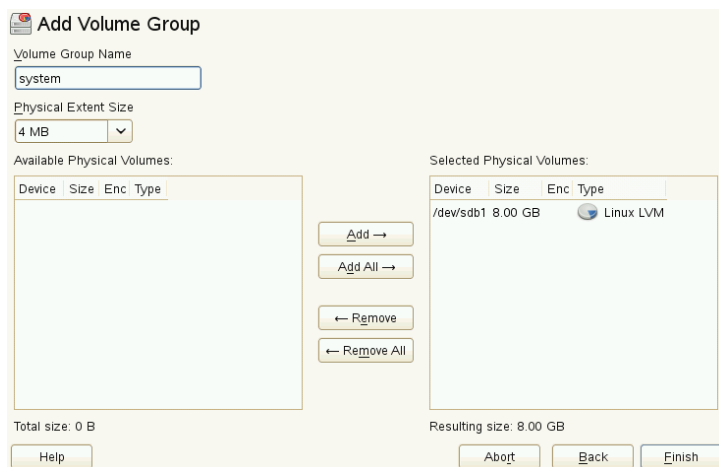 Add Volume Group
Volume Group Name
system
Physical Extent Size
4 MB
Available Physical Volumes:
Device Size Enc Type
Add →
Add All →
← Remove
← Remove All
Selected Physical Volumes:
Device Size Enc Type
/dev/sdb1 8.00 GB Linux LVM
Total size: 0 B
Resulting size: 8.00 GB
Help
Abort
Back
Finish